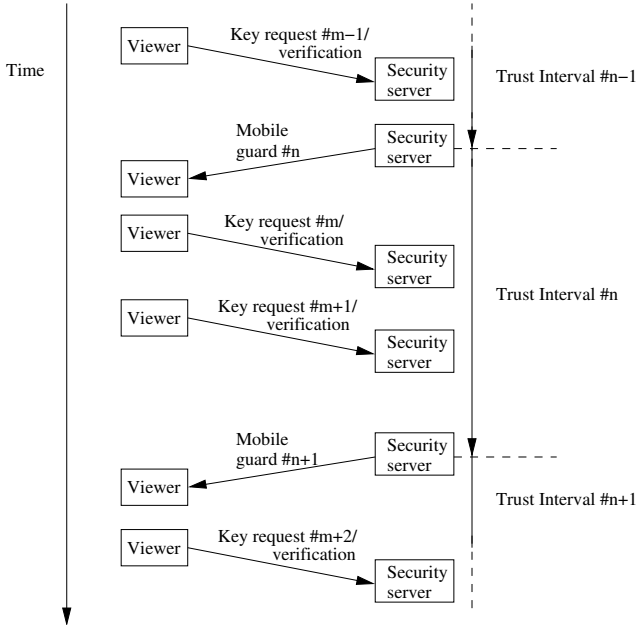 Viewer
Key request #m−1/
verification
Security
server
Time
Trust Interval #n−1
Mobile
guard #n
Security
server
Viewer
Viewer
Key request #m/
verification
Security
server
Trust Interval #n
Viewer
Key request #m+1/
verification
Security
server
Mobile
guard #n+1
Security
server
Viewer
Trust Interval #n+1
Viewer
Key request #m+2/
verification
Security
server